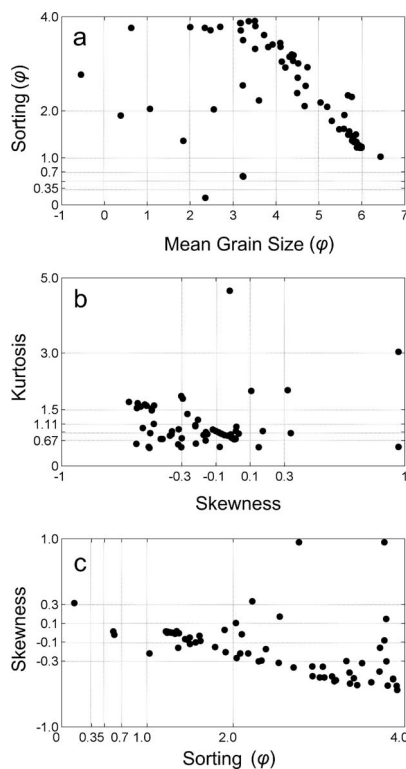 a
4.0
2.0
1.0
0.7
0.35
0
Sorting (φ)
-1 0 1 2 3 4 5 6 7
Mean Grain Size (φ)
b
5.0
3.0
1.5
1.11
0.67
0
Kurtosis
-0.3 -0.1 0.1 0.3 1
Skewness
c
1.0
0.3
0.1
-0.1
-0.3
-1.0
Skewness
0 0.35 0.7 1.0 2.0 4.0
Sorting (φ)